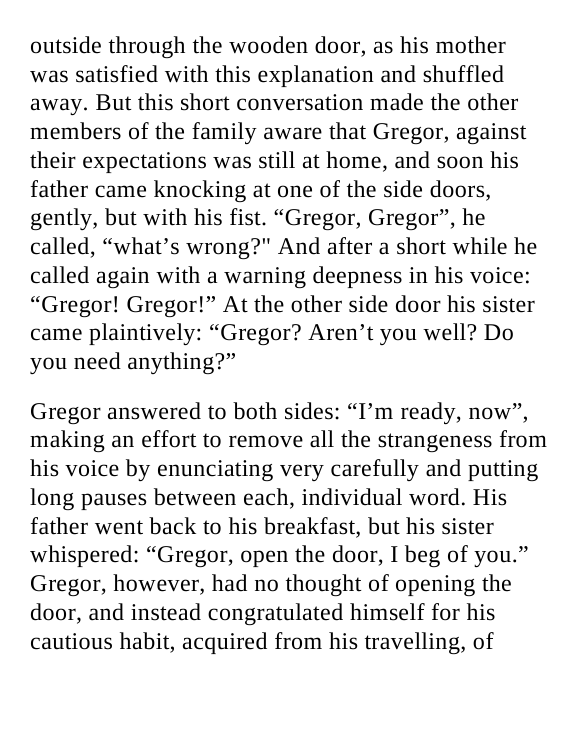 outside through the wooden door, as his mother
was satisfied with this explanation and shuffled
away. But this short conversation made the other
members of the family aware that Gregor, against
their expectations was still at home, and soon his
father came knocking at one of the side doors,
gently, but with his fist. “Gregor, Gregor”, he
called, “what’s wrong?" And after a short while he
called again with a warning deepness in his voice:
“Gregor! Gregor!” At the other side door his sister
came plaintively: “Gregor? Aren’t you well? Do
you need anything?”
Gregor answered to both sides: “I’m ready, now”,
making an effort to remove all the strangeness from
his voice by enunciating very carefully and putting
long pauses between each, individual word. His
father went back to his breakfast, but his sister
whispered: “Gregor, open the door, I beg of you.”
Gregor, however, had no thought of opening the
door, and instead congratulated himself for his
cautious habit, acquired from his travelling, of